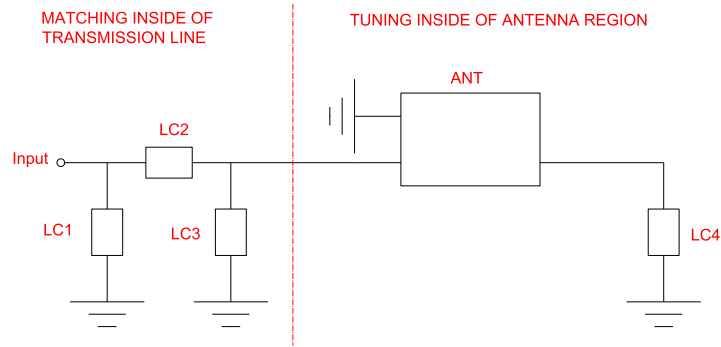 MATCHING INSIDE OF
TRANSMISSION LINE
TUNING INSIDE OF ANTENNA REGION
ANT
LC2
Input
LC1
LC3
LC4